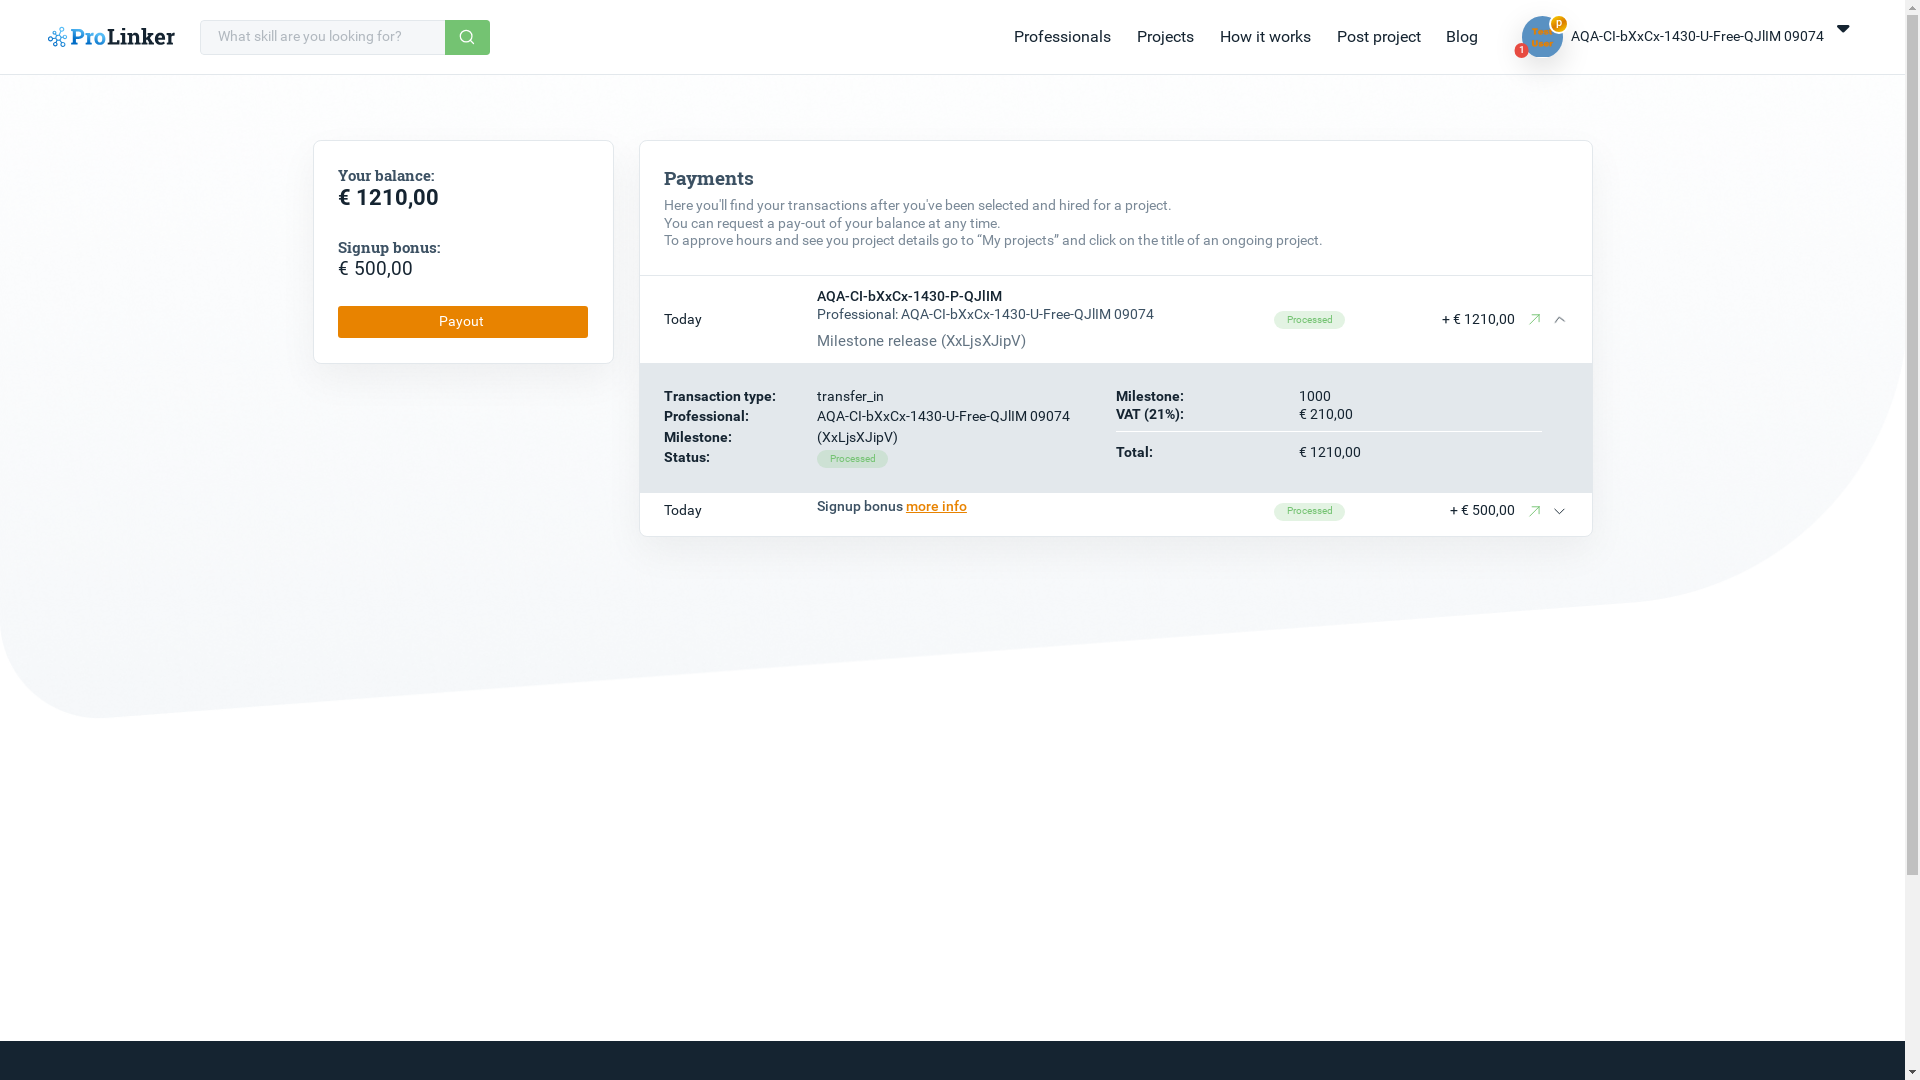 ProLinker
What skill are you looking for?
Professionals
Projects
How it works
Post project
Blog
p
1
AQA-CI-bXxCx-1430-U-Free-QJlIM 09074
Your balance:
€ 1210,00
Signup bonus:
€ 500,00
Payout
Payments
Here you'll find your transactions after you've been selected and hired for a project.
You can request a pay-out of your balance at any time.
To approve hours and see you project details go to “My projects” and click on the title of an ongoing project.
Today
AQA-CI-bXxCx-1430-P-QJlIM
Professional: AQA-CI-bXxCx-1430-U-Free-QJlIM 09074
Milestone release (XxLjsXJipV)
Processed
+ € 1210,00
Transaction type: transfer_in
Professional: AQA-CI-bXxCx-1430-U-Free-QJlIM 09074
Milestone: (XxLjsXJipV)
Status: Processed
Milestone: 1000
VAT (21%): € 210,00
Total: € 1210,00
Today
Signup bonus more info
Processed
+ € 500,00